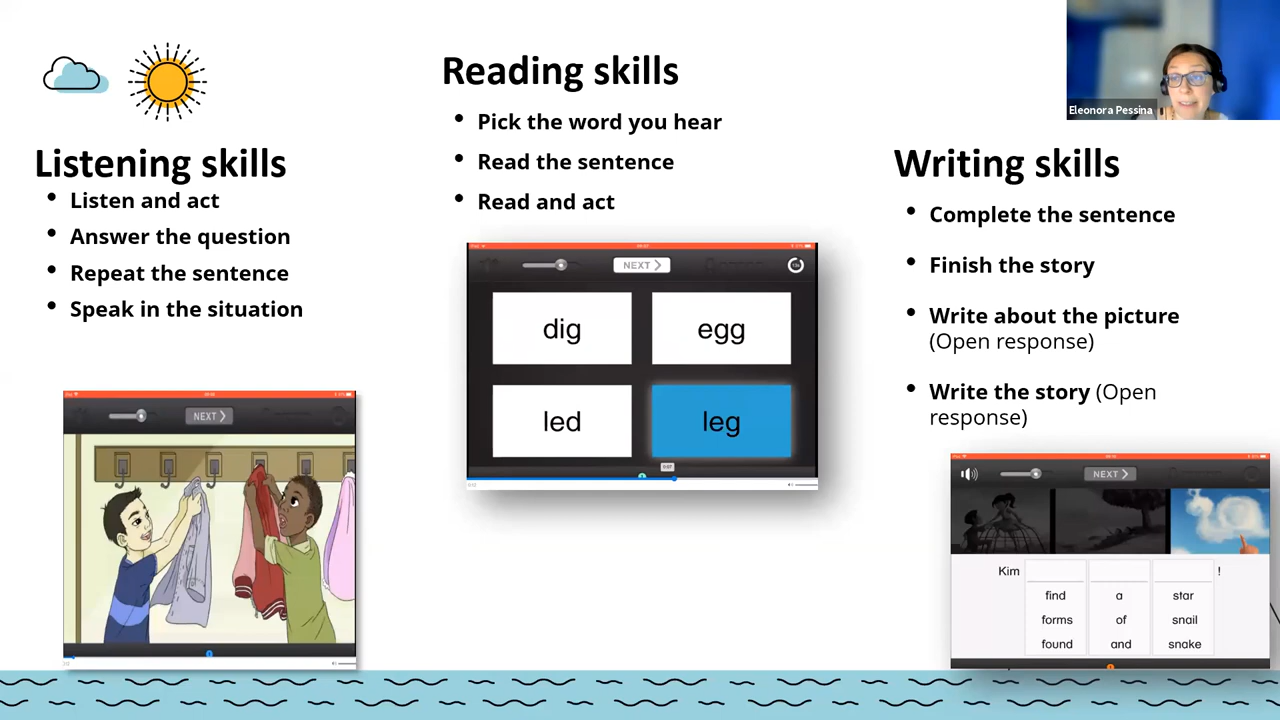 Reading skills
• Pick the word you hear
• Read the sentence
• Read and act
Eleonora Pessina
Listening skills
• Listen and act
• Answer the question
• Repeat the sentence
• Speak in the situation
Writing skills
• Complete the sentence
• Finish the story
• Write about the picture
(Open response)
• Write the story (Open
response)
NEXT
dig
egg
led
leg
NEXT
NEXT
Kim !
find a star
forms of snail
found and snake